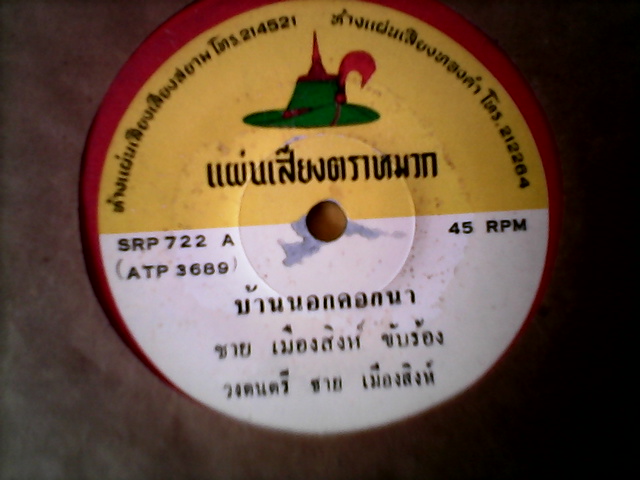 ห้างแผ่นเสียงเสียงสยาม โทร.214521
ห้างแผ่นเสียงทองคำ โทร.212264
แผ่นเสียงตราหมวก
SRP 722 A
45 RPM
(ATP 3689)
บ้านนอกคอกนา
ชาย เมืองสิงห์ ขับร้อง
วงดนตรี ชาย เมืองสิงห์